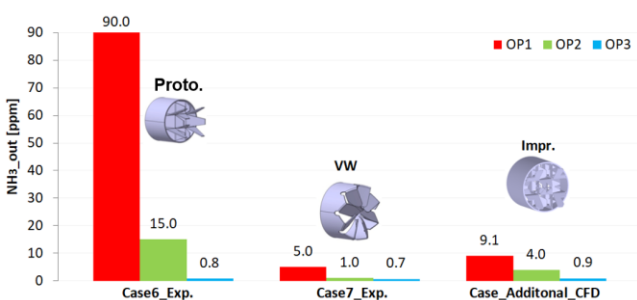 90.0
90
80
70
60
50
40
30
20
10
0
NH₃_out [ppm]
OP1 OP2 OP3
Proto.
VW
Impr.
15.0
0.8
5.0
1.0
0.7
9.1
4.0
0.9
Case6_Exp.
Case7_Exp.
Case_Additonal_CFD